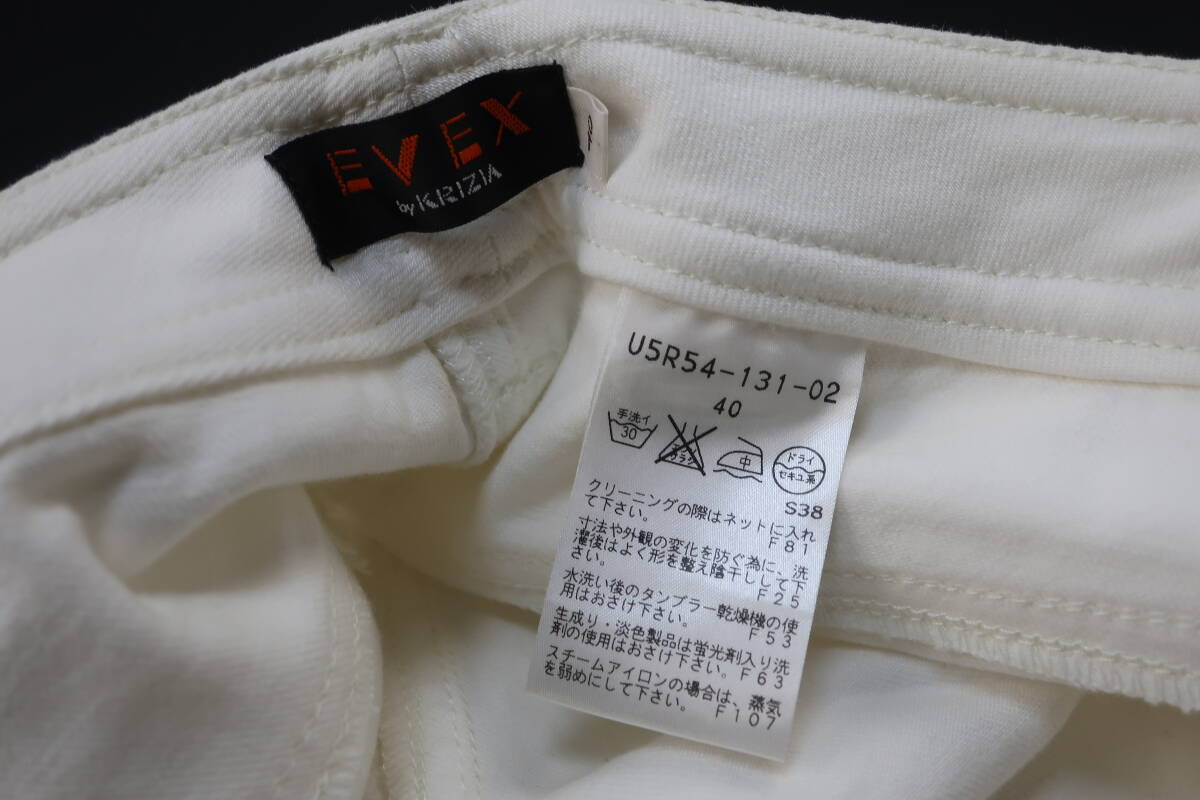 EVEX
by KRIZIA
U5R54-131-02
40
手洗イ
30
中
ドライ
セキユ系
S38
クリーニングの際はネットに入れ
て下さい。 F81
寸法や外観の変化を防ぐ為に、洗
濯後はよく形を整え陰干しして下
さい。 F25
水洗い後のタンブラー乾燥機の使
用はおさけ下さい。 F53
生成り・淡色製品は蛍光剤入り洗
剤の使用はおさけ下さい。F63
スチームアイロンの場合は、蒸気
を弱めにして下さい。 F107